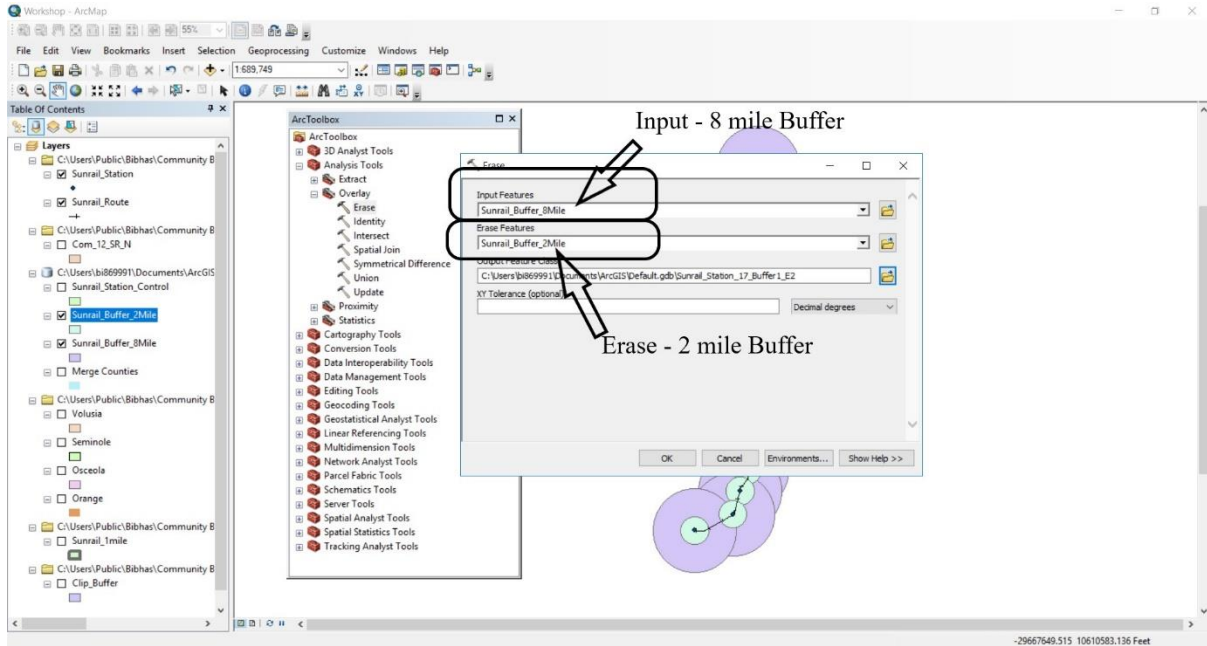 Workshop - ArcMap
55%
File Edit View Bookmarks Insert Selection Geoprocessing Customize Windows Help
1:689,749
Table Of Contents
Layers
C:\Users\Public\Bibhas\Community B
Sunrail_Station
Sunrail_Route
C:\Users\Public\Bibhas\Community B
Com_12_SR_N
C:\Users\bi869991\Documents\ArcGIS
Sunrail_Station_Control
Sunrail_Buffer_2Mile
Sunrail_Buffer_8Mile
Merge Counties
C:\Users\Public\Bibhas\Community B
Volusia
Seminole
Osceola
Orange
C:\Users\Public\Bibhas\Community B
Sunrail_1mile
C:\Users\Public\Bibhas\Community B
Clip_Buffer
ArcToolbox
ArcToolbox
3D Analyst Tools
Analysis Tools
Extract
Overlay
Erase
Identity
Intersect
Spatial Join
Symmetrical Difference
Union
Update
Proximity
Statistics
Cartography Tools
Conversion Tools
Data Interoperability Tools
Data Management Tools
Editing Tools
Geocoding Tools
Geostatistical Analyst Tools
Linear Referencing Tools
Multidimension Tools
Network Analyst Tools
Parcel Fabric Tools
Schematics Tools
Server Tools
Spatial Analyst Tools
Spatial Statistics Tools
Tracking Analyst Tools
Input - 8 mile Buffer
Erase
Input Features
Sunrail_Buffer_8Mile
Erase Features
Sunrail_Buffer_2Mile
Output Feature Class
C:\Users\bi869991\Documents\ArcGIS\Default.gdb\Sunrail_Station_17_Buffer1_E2
XY Tolerance (optional)
Decimal degrees
Erase - 2 mile Buffer
OK Cancel Environments... Show Help >>
-29667649.515 10610583.136 Feet